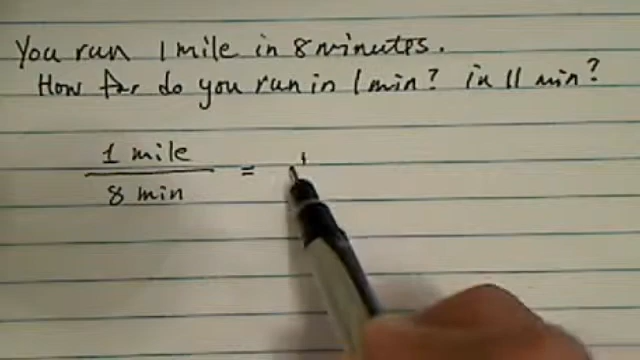 You run 1 mile in 8 minutes.
How far do you run in 1 min? in 11 min?
1 mile
8 min
=